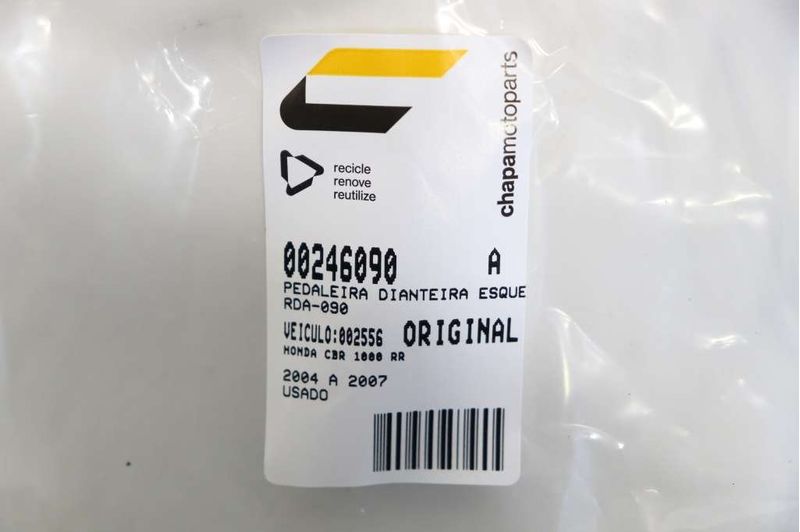 chapamotoparts
recicle
renove
reutilize
00246090 A
PEDALEIRA DIANTEIRA ESQUE
RDA-090
VEICULO:002556 ORIGINAL
HONDA CBR 1000 RR
2004 A 2007
USADO